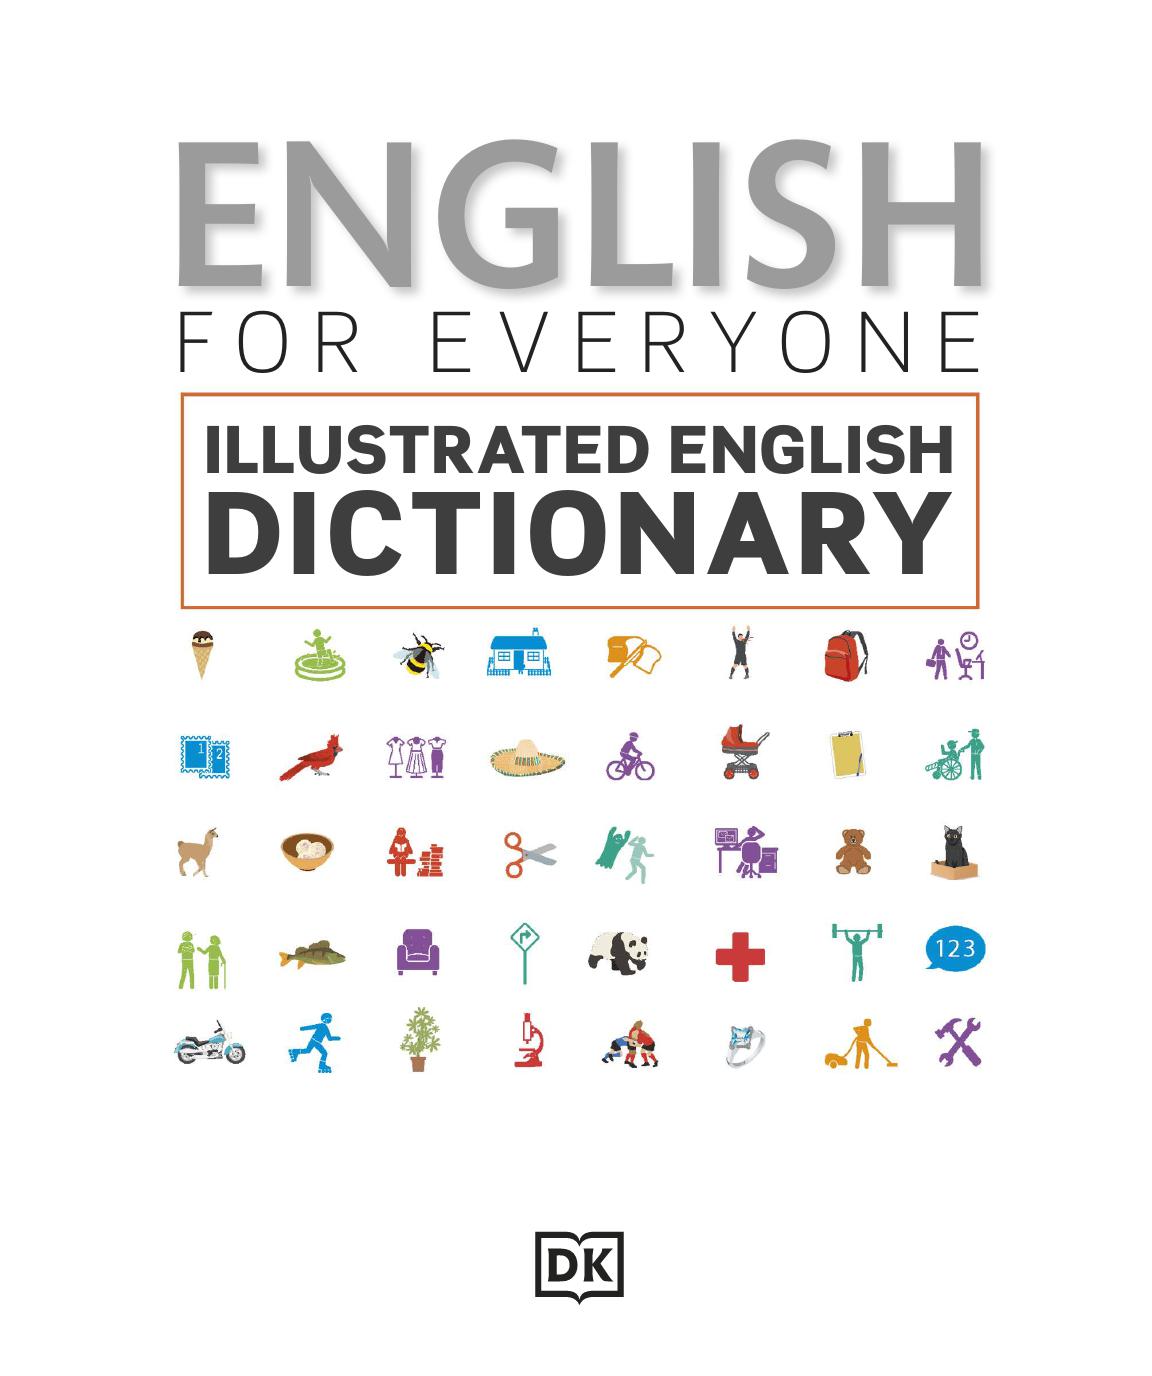 ENGLISH
FOR EVERYONE
ILLUSTRATED ENGLISH
DICTIONARY
1
2
123
DK